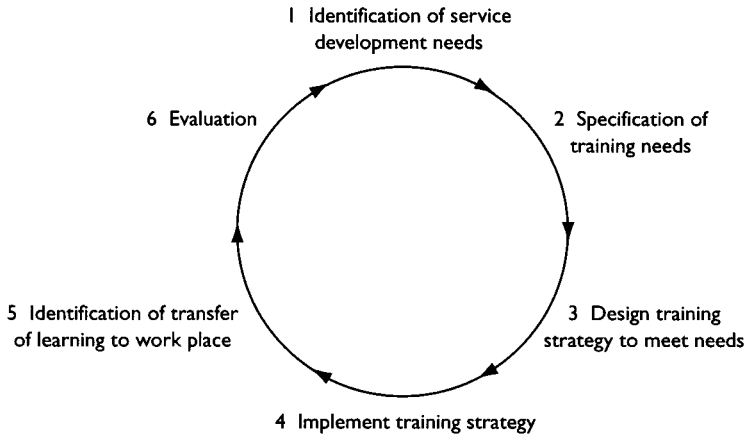 1 Identification of service
development needs
2 Specification of
training needs
3 Design training
strategy to meet needs
4 Implement training strategy
5 Identification of transfer
of learning to work place
6 Evaluation